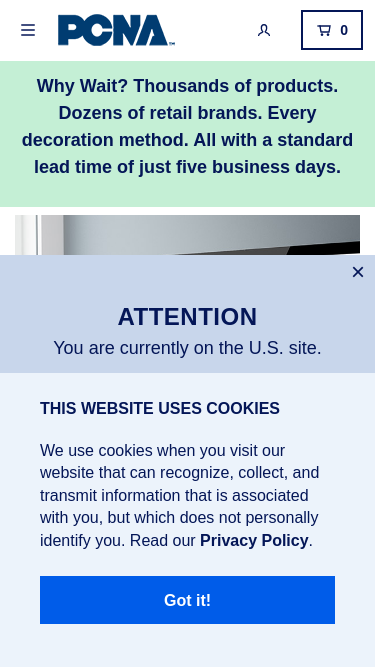 PCNA
0
Why Wait? Thousands of products.
Dozens of retail brands. Every
decoration method. All with a standard
lead time of just five business days.
ATTENTION
You are currently on the U.S. site.
THIS WEBSITE USES COOKIES
We use cookies when you visit our
website that can recognize, collect, and
transmit information that is associated
with you, but which does not personally
identify you. Read our Privacy Policy.
Got it!